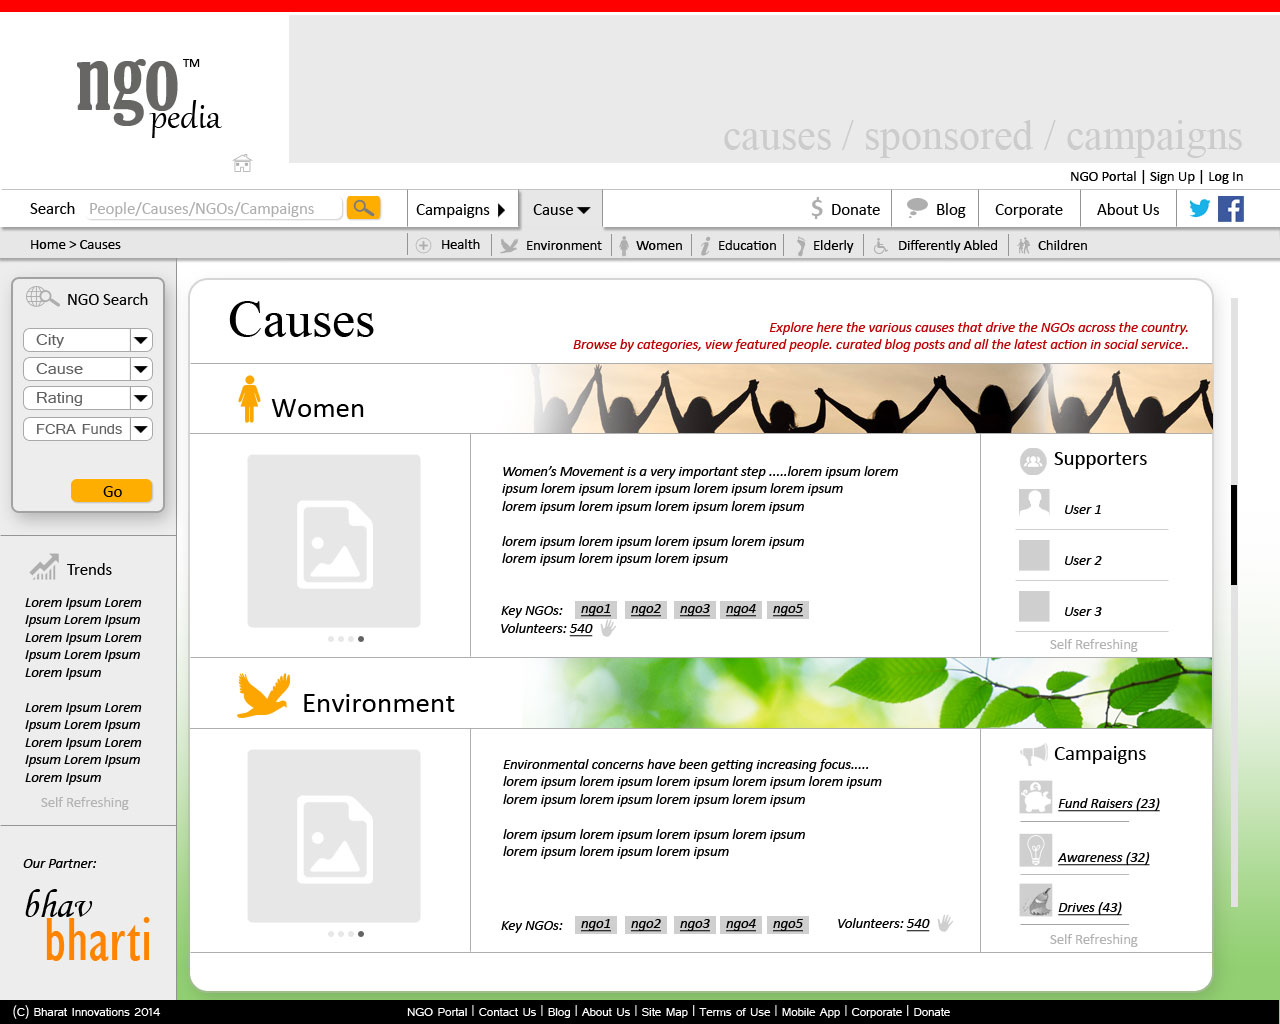 ngo™
pedia
causes / sponsored / campaigns
NGO Portal | Sign Up | Log In
Search People/Causes/NGOs/Campaigns Campaigns Cause $ Donate Blog Corporate About Us
Home > Causes Health Environment Women Education Elderly Differently Abled Children
NGO Search
City
Cause
Rating
FCRA Funds
Go
Trends
Lorem Ipsum Lorem
Ipsum Lorem Ipsum
Lorem Ipsum Lorem
Ipsum Lorem Ipsum
Lorem Ipsum
Lorem Ipsum Lorem
Ipsum Lorem Ipsum
Lorem Ipsum Lorem
Ipsum Lorem Ipsum
Lorem Ipsum
Self Refreshing
Our Partner:
bhav
bharti
Causes
Explore here the various causes that drive the NGOs across the country.
Browse by categories, view featured people. curated blog posts and all the latest action in social service..
Women
Women's Movement is a very important step .....lorem ipsum lorem
ipsum lorem ipsum lorem ipsum lorem ipsum lorem ipsum
lorem ipsum lorem ipsum lorem ipsum lorem ipsum
lorem ipsum lorem ipsum lorem ipsum lorem ipsum
lorem ipsum lorem ipsum lorem ipsum
Key NGOs: ngo1 ngo2 ngo3 ngo4 ngo5
Volunteers: 540
Supporters
User 1
User 2
User 3
Self Refreshing
Environment
Environmental concerns have been getting increasing focus.....
lorem ipsum lorem ipsum lorem ipsum lorem ipsum lorem ipsum
lorem ipsum lorem ipsum lorem ipsum lorem ipsum
lorem ipsum lorem ipsum lorem ipsum lorem ipsum
lorem ipsum lorem ipsum lorem ipsum
Key NGOs: ngo1 ngo2 ngo3 ngo4 ngo5 Volunteers: 540
Campaigns
Fund Raisers (23)
Awareness (32)
Drives (43)
Self Refreshing
(C) Bharat Innovations 2014 NGO Portal | Contact Us | Blog | About Us | Site Map | Terms of Use | Mobile App | Corporate | Donate